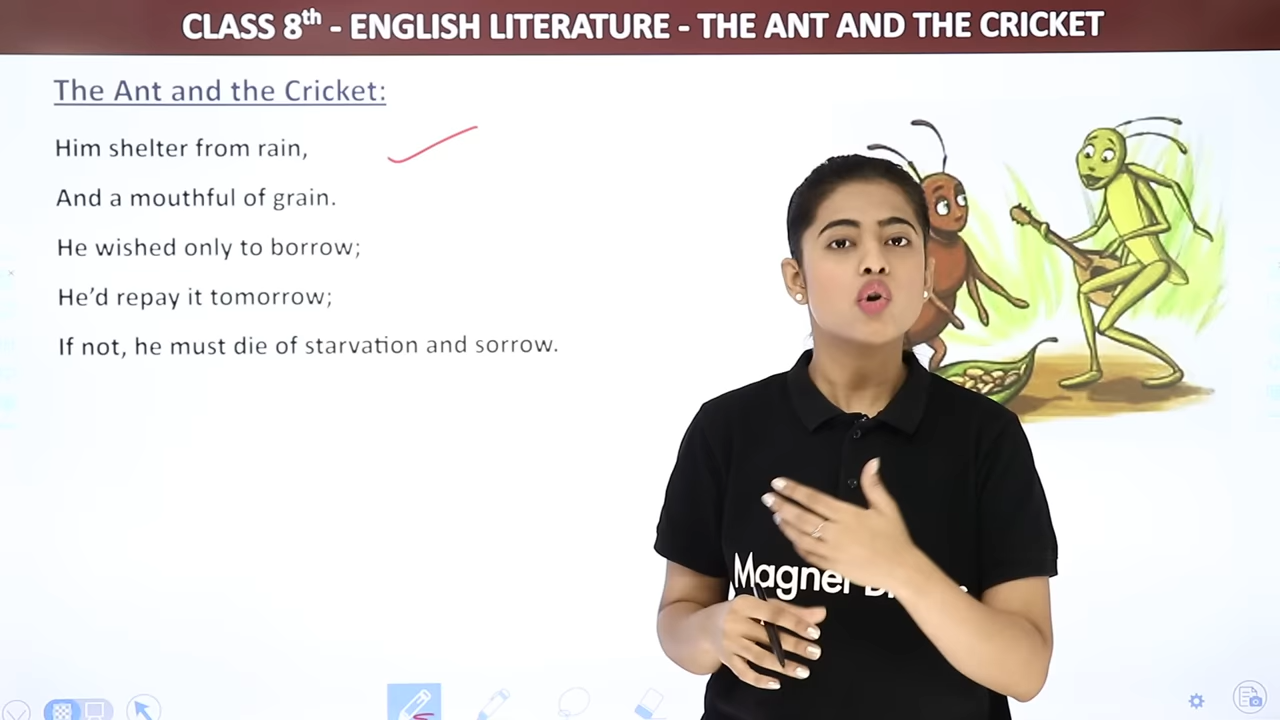 CLASS 8th - ENGLISH LITERATURE - THE ANT AND THE CRICKET
The Ant and the Cricket:
Him shelter from rain,
And a mouthful of grain.
He wished only to borrow;
He’d repay it tomorrow;
If not, he must die of starvation and sorrow.